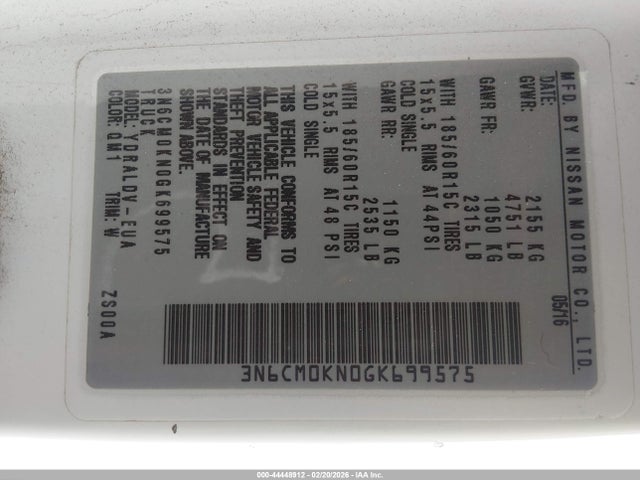 MFD. BY NISSAN MOTOR CO., LTD.
DATE: 05/16
GVWR: 2155 KG
4751 LB
GAWR FR: 1050 KG
2315 LB
WITH 185/60R15C TIRES
15x5.5 RIMS AT 44PSI
COLD SINGLE
GAWR RR: 1150 KG
2535 LB
WITH 185/60R15C TIRES
15x5.5 RIMS AT 48 PSI
COLD SINGLE
THIS VEHICLE CONFORMS TO
ALL APPLICABLE FEDERAL
MOTOR VEHICLE SAFETY AND
THEFT PREVENTION
STANDARDS IN EFFECT ON
THE DATE OF MANUFACTURE
SHOWN ABOVE.
3N6CM0KN0GK699575
TRUCK
MODEL: YDRALDV-EUA
COLOR: QM1 TRIM: W
ZS00A
3N6CM0KN0GK699575
000-44448912 - 02/20/2026 - IAAI, Inc.